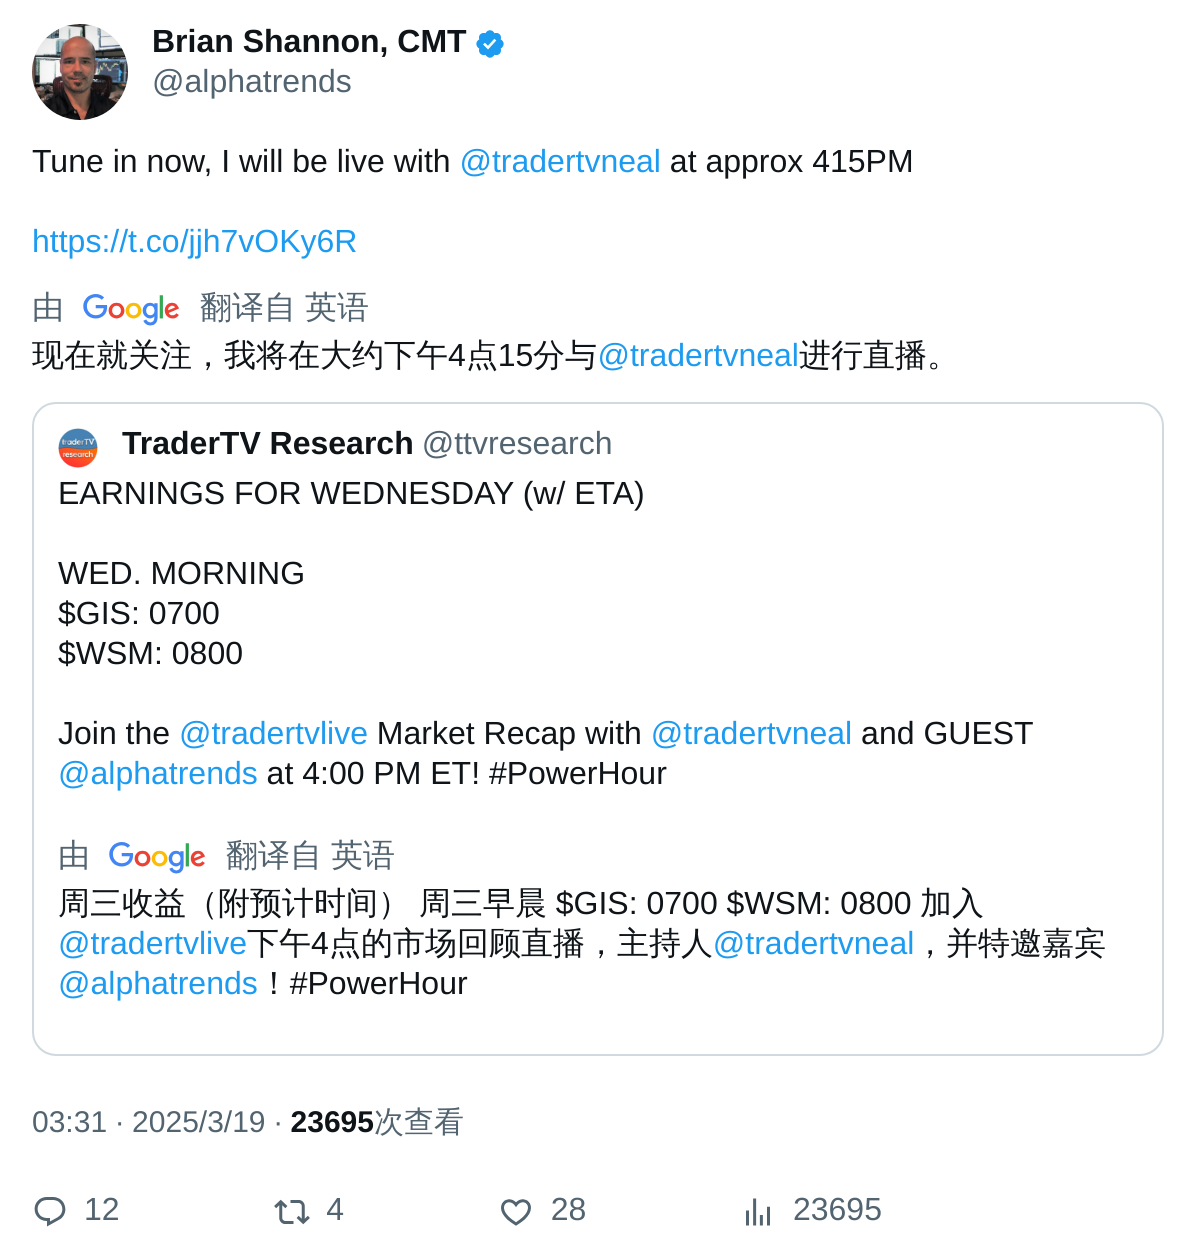 Brian Shannon, CMT
@alphatrends
Tune in now, I will be live with @tradertvneal at approx 415PM
https://t.co/jjh7vOKy6R
由 Google 翻译自 英语
现在就关注，我将在大约下午4点15分与@tradertvneal进行直播。
traderTV
research
TraderTV Research @ttvresearch
EARNINGS FOR WEDNESDAY (w/ ETA)
WED. MORNING
$GIS: 0700
$WSM: 0800
Join the @tradertvlive Market Recap with @tradertvneal and GUEST
@alphatrends at 4:00 PM ET! #PowerHour
由 Google 翻译自 英语
周三收益（附预计时间） 周三早晨 $GIS: 0700 $WSM: 0800 加入
@tradertvlive下午4点的市场回顾直播，主持人@tradertvneal，并特邀嘉宾
@alphatrends！#PowerHour
03:31 · 2025/3/19 · 23695次查看
12 4 28 23695